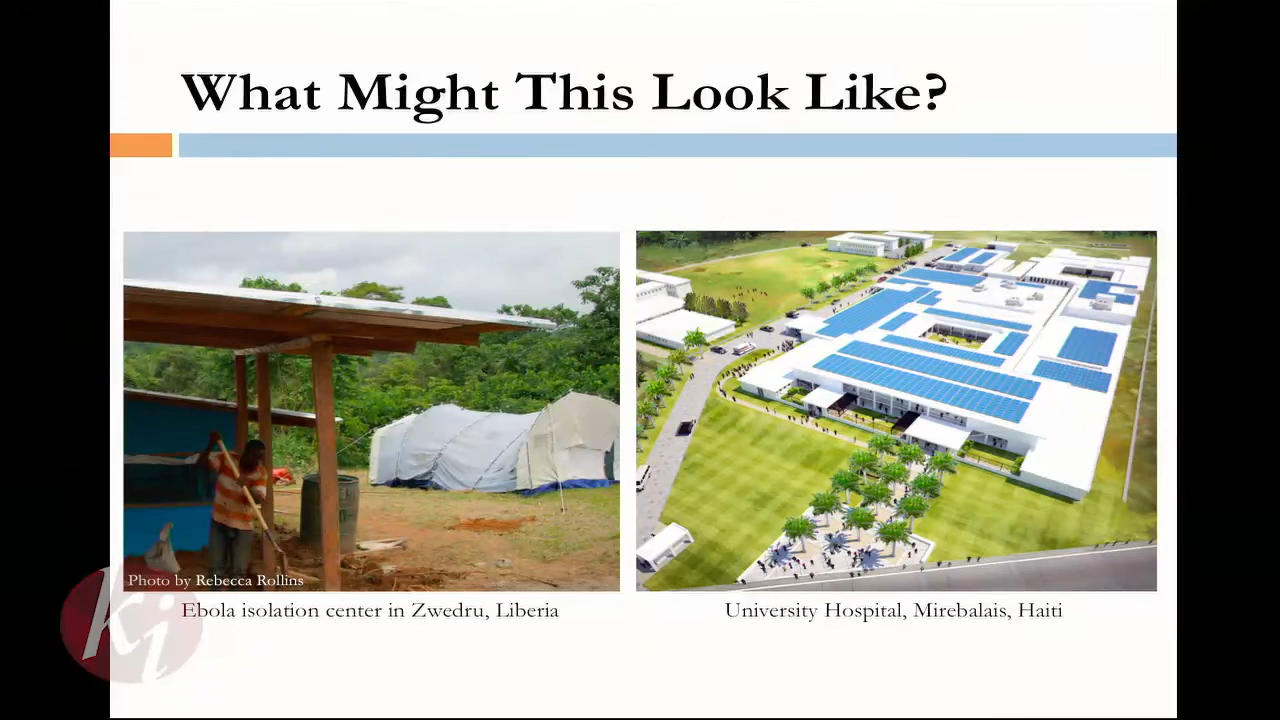 What Might This Look Like?
Photo by Rebecca Rollins
Ebola isolation center in Zwedru, Liberia
University Hospital, Mirebalais, Haiti
ki